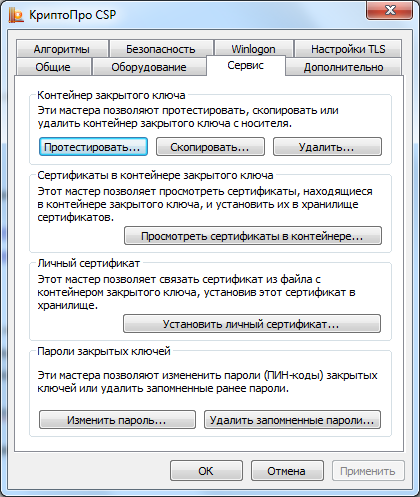 КриптоПро CSP
Алгоритмы Безопасность Winlogon Настройки TLS
Общие Оборудование Сервис Дополнительно
Контейнер закрытого ключа
Эти мастера позволяют протестировать, скопировать или
удалить контейнер закрытого ключа с носителя.
Протестировать... Скопировать... Удалить...
Сертификаты в контейнере закрытого ключа
Этот мастер позволяет просмотреть сертификаты, находящиеся
в контейнере закрытого ключа, и установить их в хранилище
сертификатов.
Просмотреть сертификаты в контейнере...
Личный сертификат
Этот мастер позволяет связать сертификат из файла с
контейнером закрытого ключа, установив этот сертификат в
хранилище.
Установить личный сертификат...
Пароли закрытых ключей
Эти мастера позволяют измененить пароли (ПИН-коды) закрытых
ключей или удалить запомненные ранее пароли.
Изменить пароль... Удалить запомненные пароли...
ОК Отмена Применить